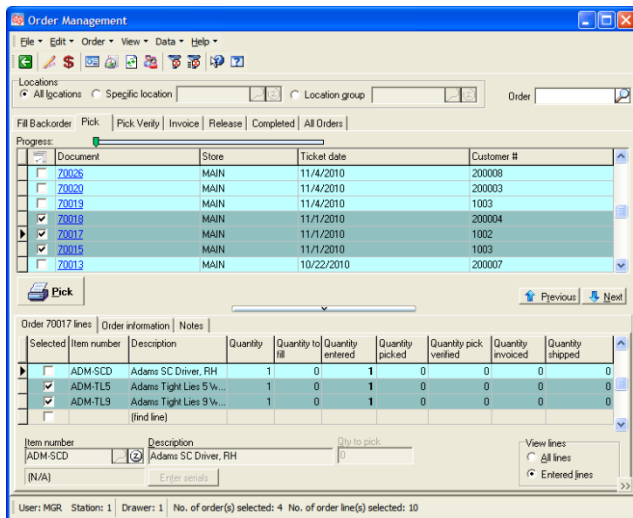 Order Management
File Edit Order View Data Help
Locations
All locations Specific location Location group Order
Fill Backorder Pick Pick Verify Invoice Release Completed All Orders
Progress:
Document Store Ticket date Customer #
70026 MAIN 11/4/2010 200008
70020 MAIN 11/4/2010 200003
70019 MAIN 11/4/2010 1003
70018 MAIN 11/1/2010 200004
70017 MAIN 11/1/2010 1002
70015 MAIN 11/1/2010 1003
70013 MAIN 10/22/2010 200007
Pick Previous Next
Order 70017 lines Order information Notes
Selected Item number Description Quantity Quantity to fill Quantity entered Quantity picked Quantity pick verified Quantity invoiced Quantity shipped
ADM-SCD Adams SC Driver, RH 1 0 1 0 0 0 0
ADM-TL5 Adams Tight Lies 5 W... 1 0 1 0 0 0 0
ADM-TL9 Adams Tight Lies 9 W... 1 0 1 0 0 0 0
(find line)
Item number Description Qty to pick View lines
ADM-SCD Adams SC Driver, RH 0 All lines
(N/A) Enter serials Entered lines
User: MGR Station: 1 Drawer: 1 No. of order(s) selected: 4 No. of order line(s) selected: 10